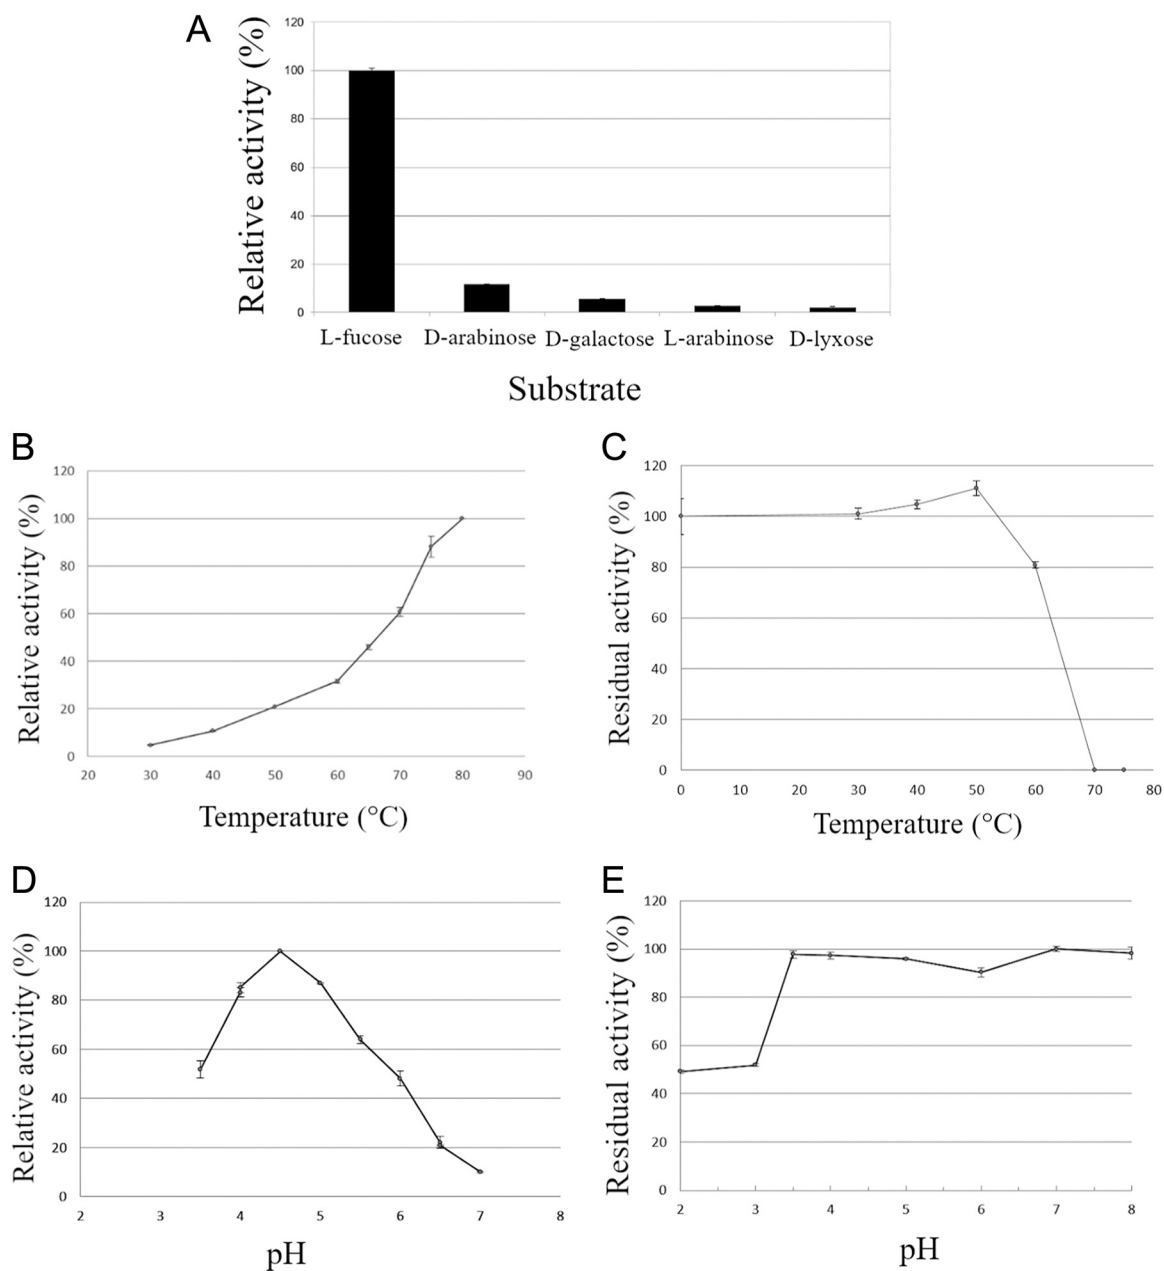 A
Relative activity (%)
120
100
80
60
40
20
0
L-fucose D-arabinose D-galactose L-arabinose D-lyxose
Substrate
B
Relative activity (%)
120
100
80
60
40
20
0
20 30 40 50 60 70 80 90
Temperature (°C)
C
Residual activity (%)
120
100
80
60
40
20
0
0 10 20 30 40 50 60 70 80
Temperature (°C)
D
Relative activity (%)
120
100
80
60
40
20
0
2 3 4 5 6 7 8
pH
E
Residual activity (%)
120
100
80
60
40
20
0
2 3 4 5 6 7 8
pH